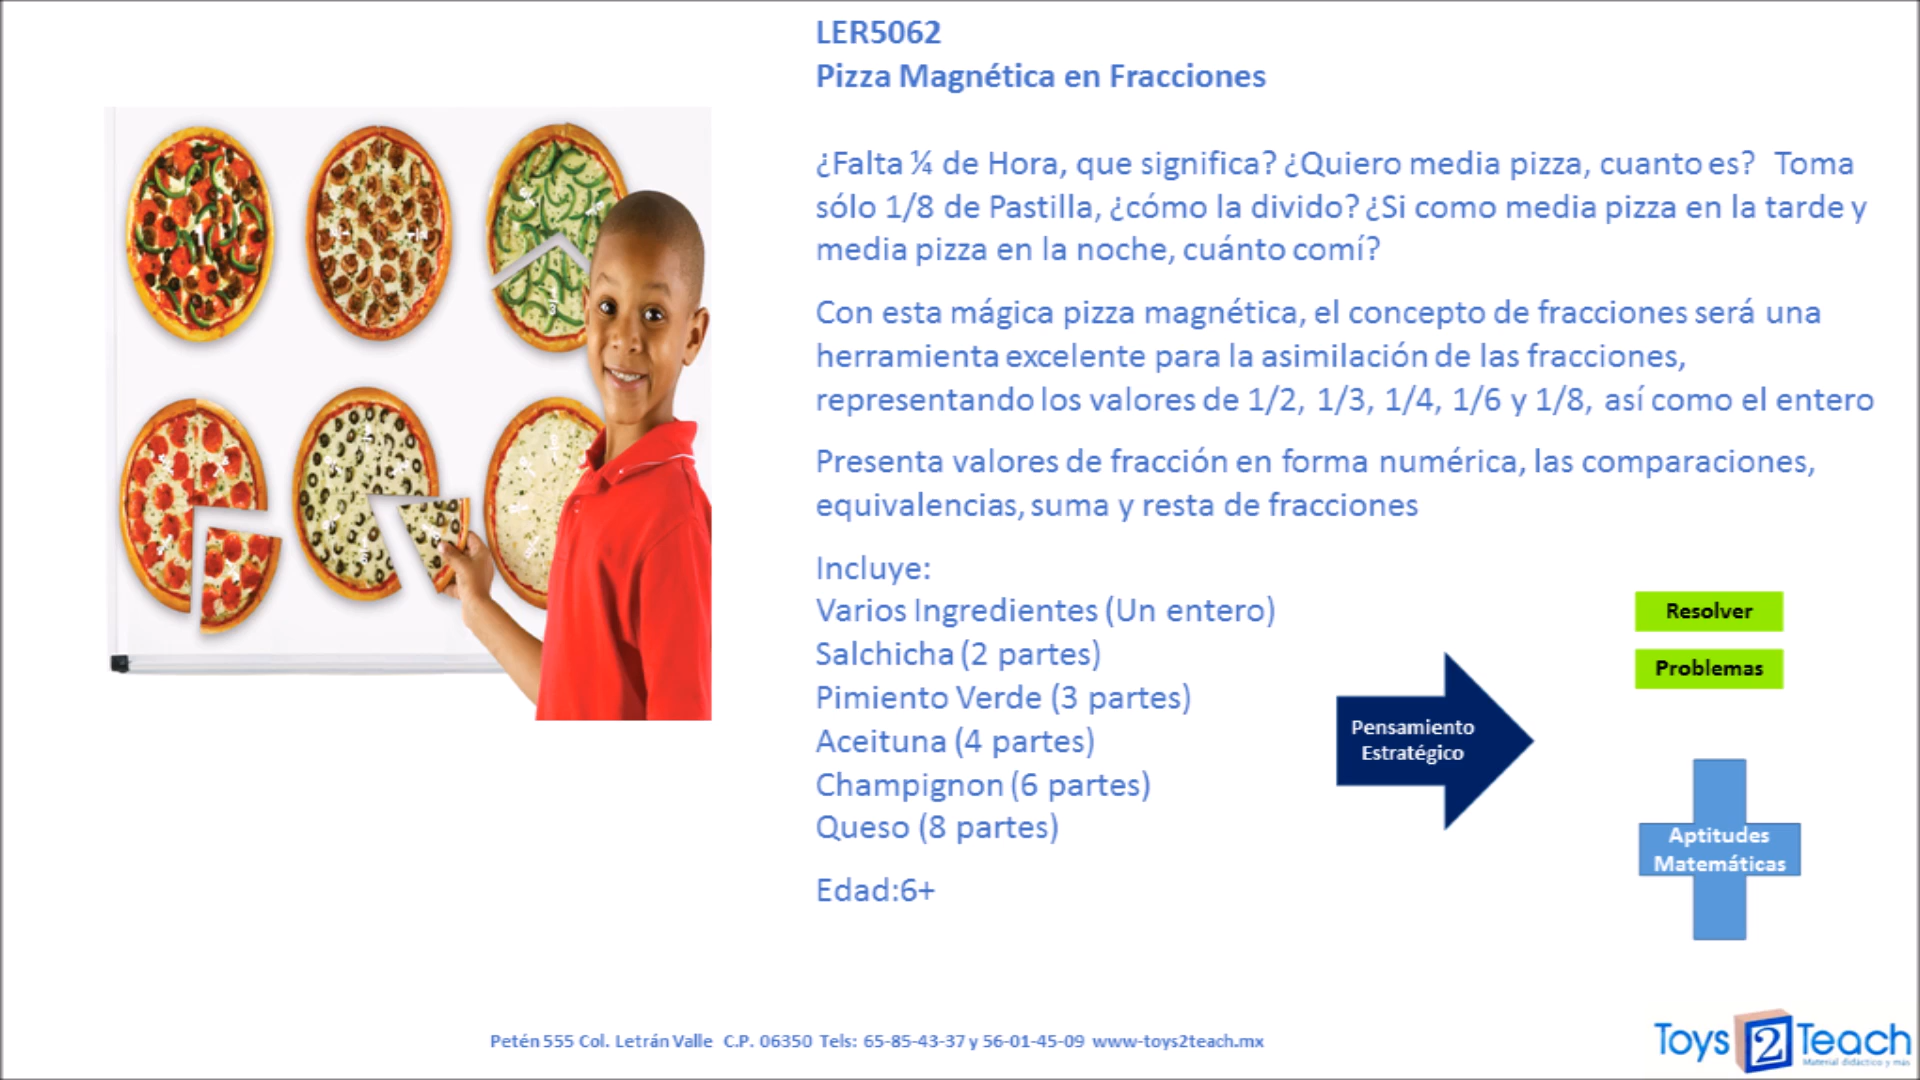 LER5062
Pizza Magnética en Fracciones
¿Falta ¼ de Hora, que significa? ¿Quiero media pizza, cuanto es? Toma
sólo 1/8 de Pastilla, ¿cómo la divido? ¿Si como media pizza en la tarde y
media pizza en la noche, cuánto comí?
Con esta mágica pizza magnética, el concepto de fracciones será una
herramienta excelente para la asimilación de las fracciones,
representando los valores de 1/2, 1/3, 1/4, 1/6 y 1/8, así como el entero
Presenta valores de fracción en forma numérica, las comparaciones,
equivalencias, suma y resta de fracciones
Incluye:
Varios Ingredientes (Un entero)
Salchicha (2 partes)
Pimiento Verde (3 partes)
Aceituna (4 partes)
Champignon (6 partes)
Queso (8 partes)
Edad:6+
Pensamiento
Estratégico
Resolver
Problemas
Aptitudes
Matemáticas
Petén 555 Col. Letrán Valle C.P. 06350 Tels: 65-85-43-37 y 56-01-45-09 www-toys2teach.mx
Toys 2 Teach
Material didáctico y más